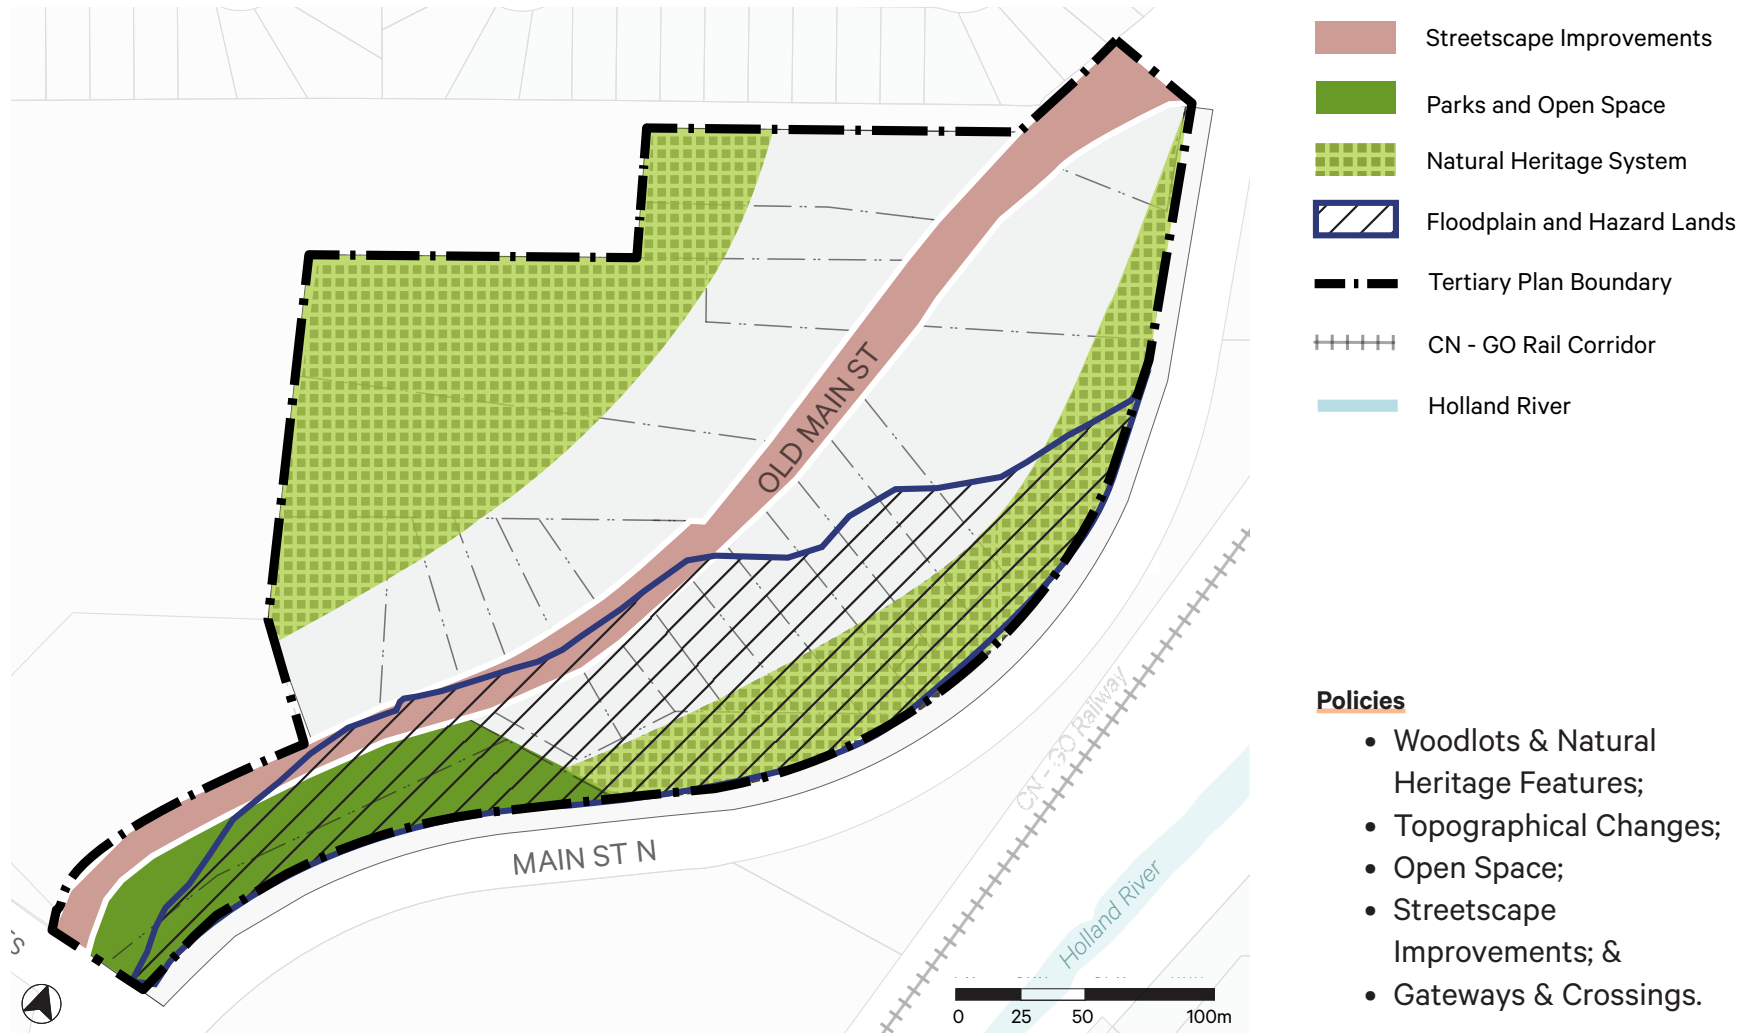 Streetscape Improvements
Parks and Open Space
Natural Heritage System
Floodplain and Hazard Lands
Tertiary Plan Boundary
CN - GO Rail Corridor
Holland River
OLD MAIN ST
MAIN ST N
CN - GO Railway
Holland River
0 25 50 100m
Policies
• Woodlots & Natural
Heritage Features;
• Topographical Changes;
• Open Space;
• Streetscape
Improvements; &
• Gateways & Crossings.